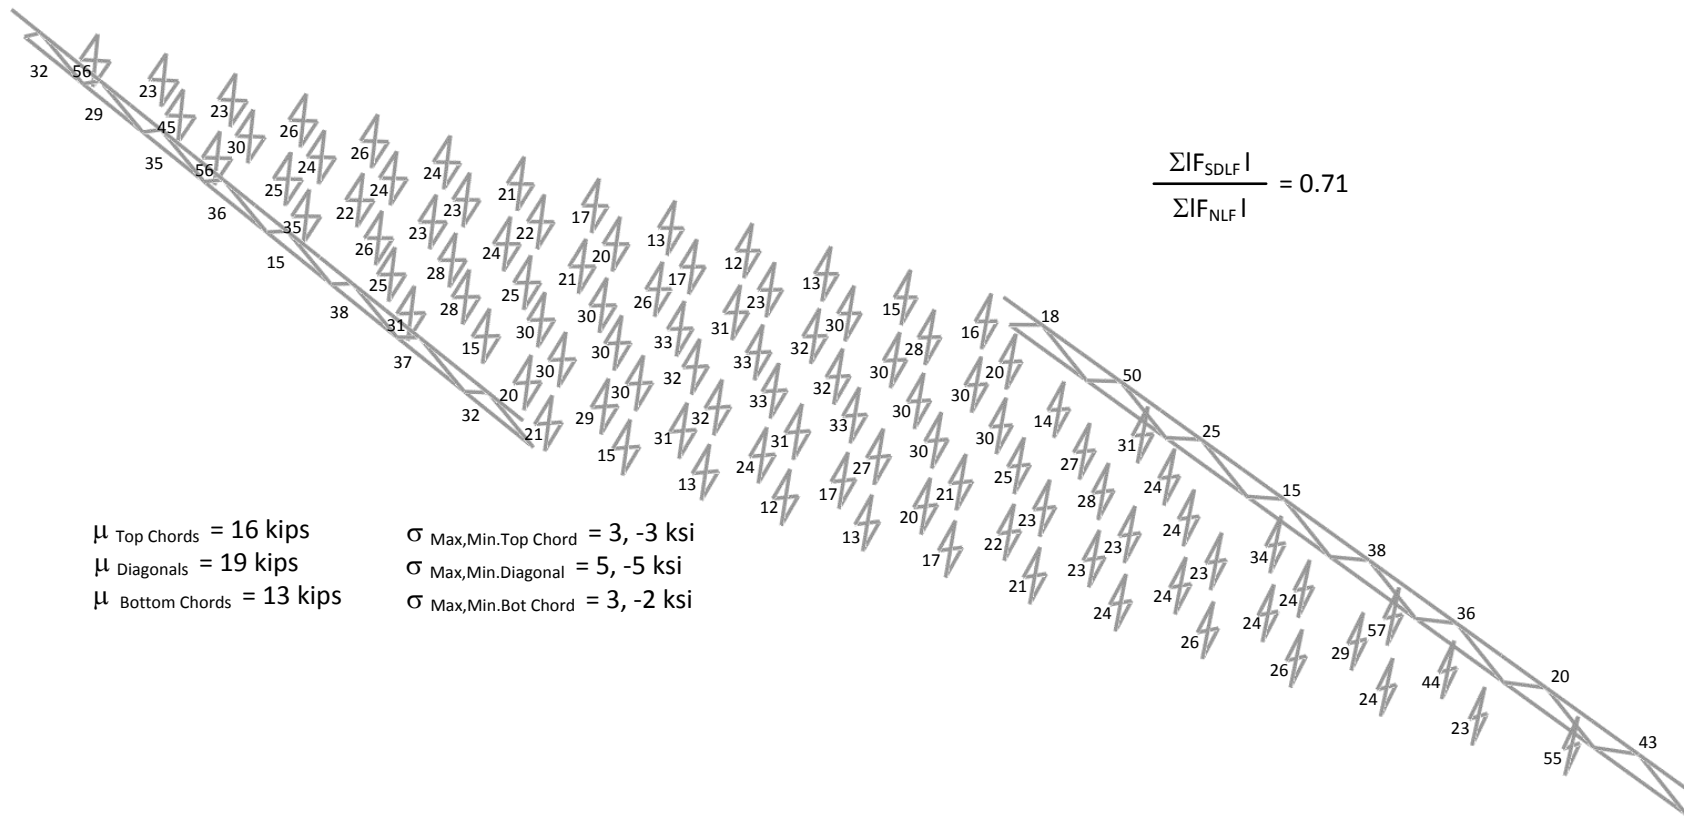 32 56 23 23 26 26 24 21 17 13 12 13 15 16 18
29 45 30 24 24 23 22 20 17 23 30 28 20 50
35 56 25 22 23 24 21 26 31 32 30 30 14 31 25
36 35 26 28 25 30 33 33 32 30 30 27 24 15
15 25 28 30 30 32 33 33 30 25 28 24 34 38
38 31 15 30 30 32 31 27 21 23 23 23 24 57 36
37 20 29 31 24 17 20 22 23 24 24 29 44 20
32 21 15 13 12 13 17 21 24 26 26 24 23 55 43
Σ|F SDLF |
= 0.71
Σ|F NLF |
μ Top Chords = 16 kips
μ Diagonals = 19 kips
μ Bottom Chords = 13 kips
σ Max,Min.Top Chord = 3, -3 ksi
σ Max,Min.Diagonal = 5, -5 ksi
σ Max,Min.Bot Chord = 3, -2 ksi